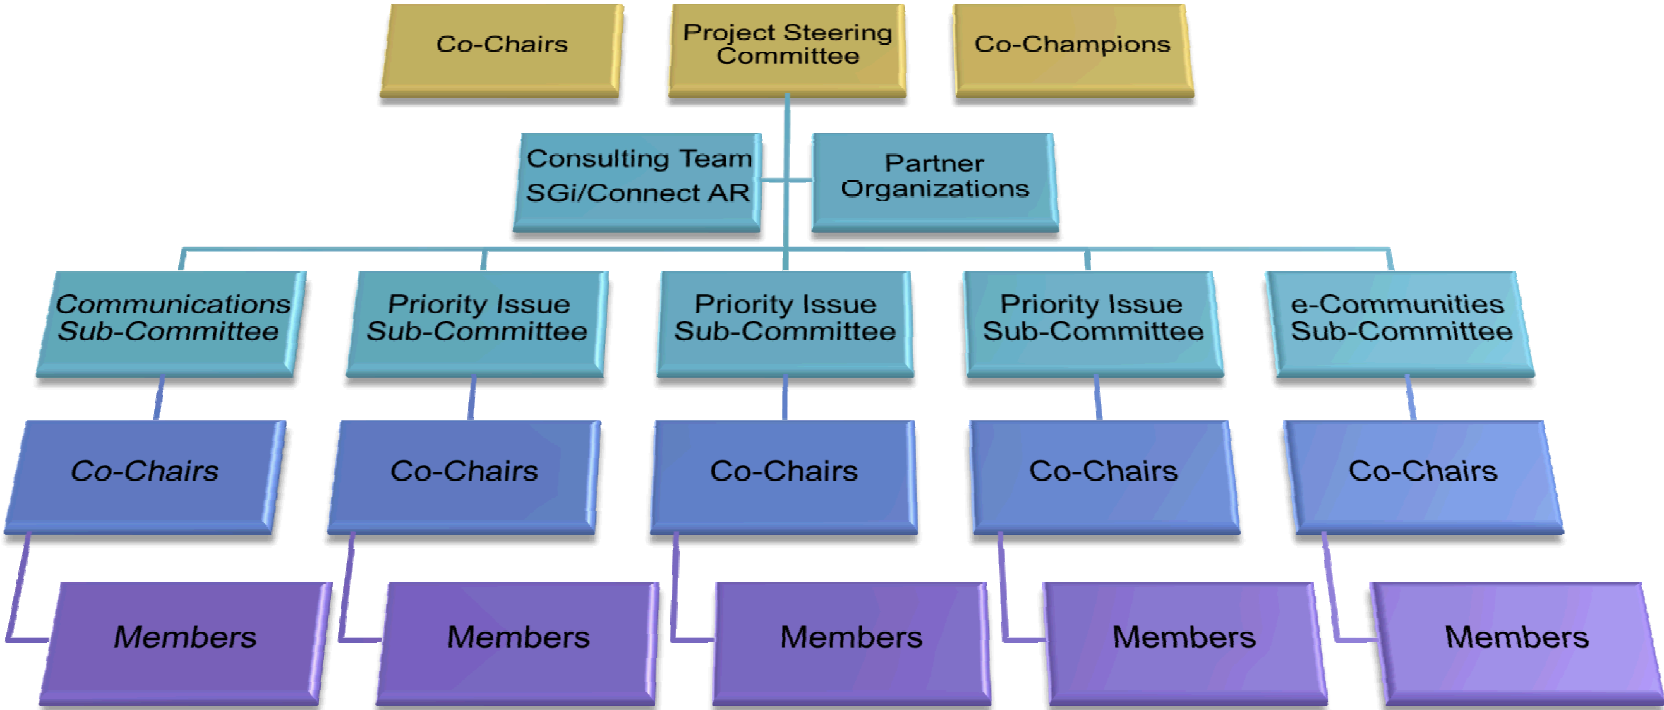 Co-Chairs
Project Steering
Committee
Co-Champions
Consulting Team
SGi/Connect AR
Partner
Organizations
Communications
Sub-Committee
Priority Issue
Sub-Committee
Priority Issue
Sub-Committee
Priority Issue
Sub-Committee
e-Communities
Sub-Committee
Co-Chairs
Co-Chairs
Co-Chairs
Co-Chairs
Co-Chairs
Members
Members
Members
Members
Members